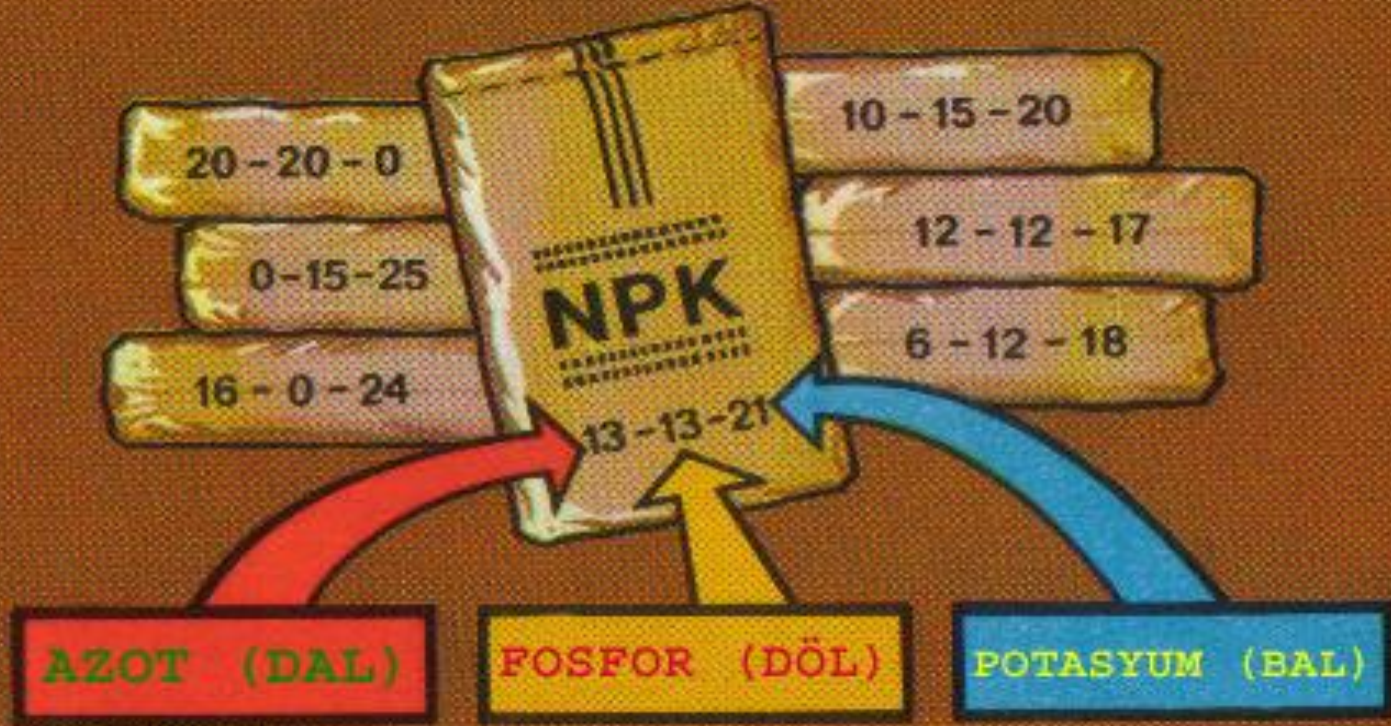 20-20-0
0-15-25
16-0-24
NPK
13-13-21
10-15-20
12-12-17
6-12-18
AZOT (DAL)
FOSFOR (DÖL)
POTASYUM (BAL)